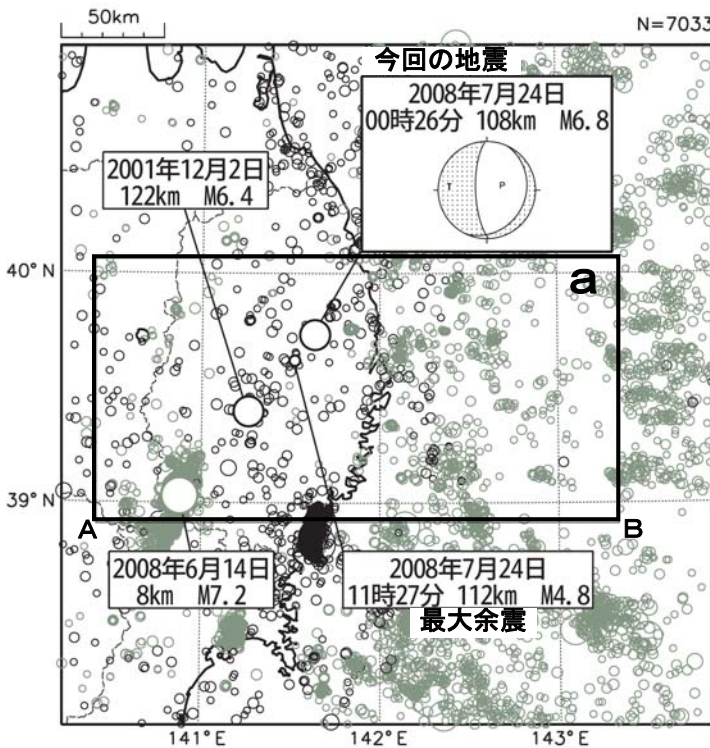 50km
N=7033
今回の地震
2008年7月24日
00時26分 108km M6.8
T
P
2001年12月2日
122km M6.4
40°N
a
39°N
A
B
2008年6月14日
8km M7.2
2008年7月24日
11時27分 112km M4.8
最大余震
141°E
142°E
143°E